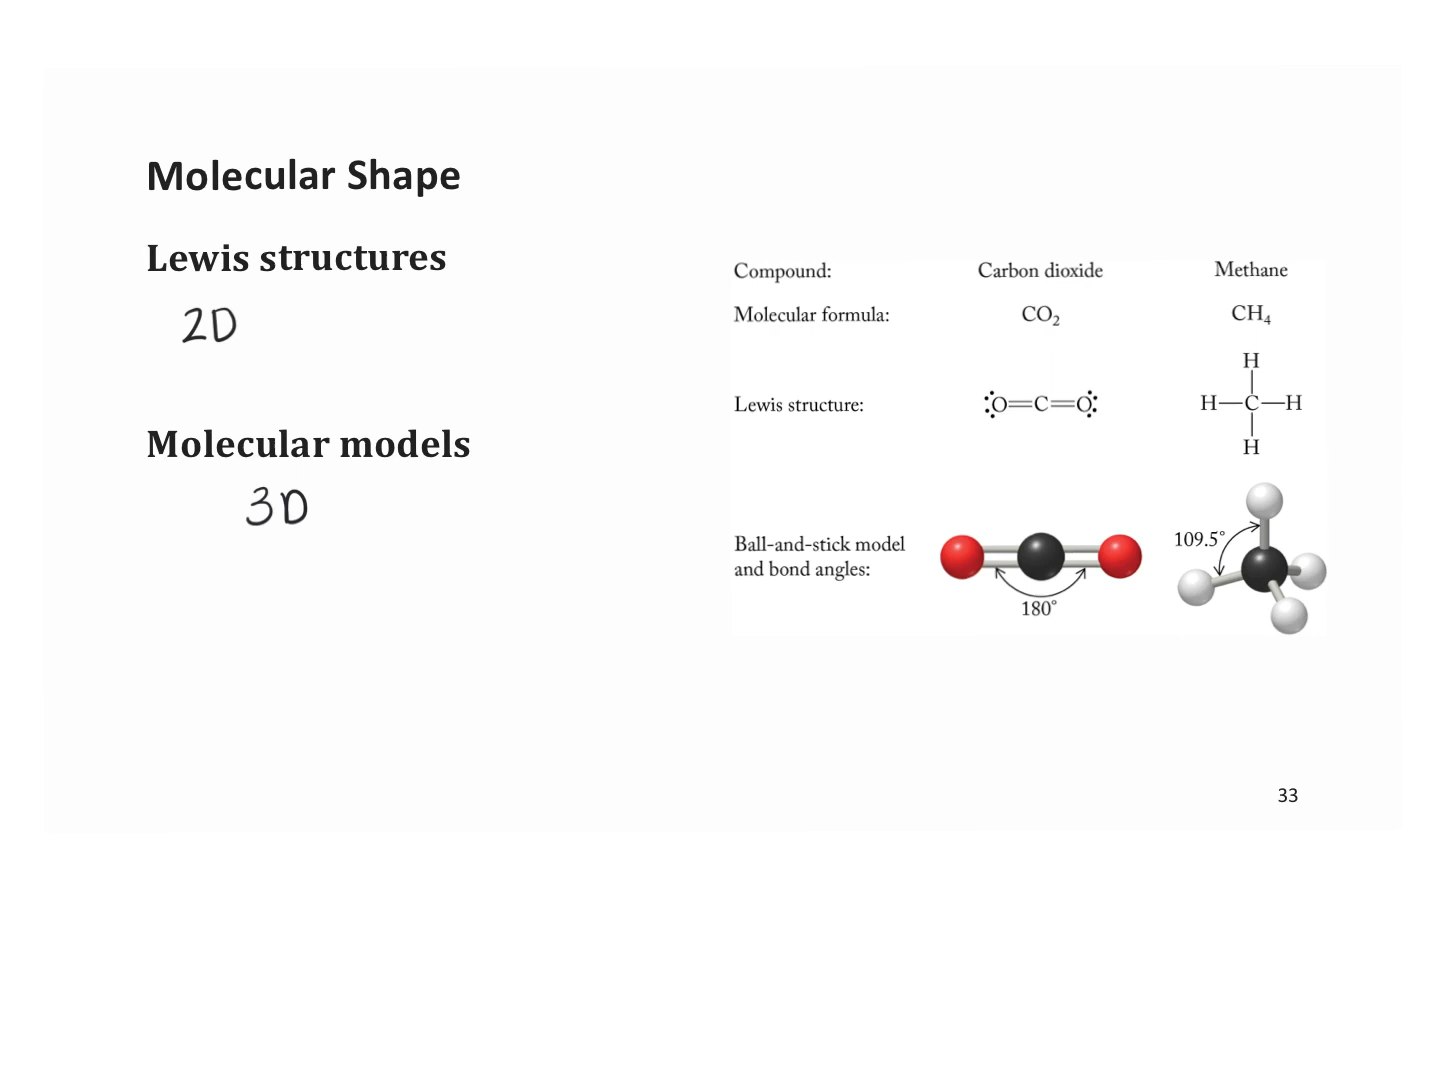 Molecular Shape
Lewis structures
2D
Molecular models
3D
Compound: Carbon dioxide Methane
Molecular formula: CO₂ CH₄
H
Lewis structure: :Ö=C=Ö: H—C—H
H
Ball-and-stick model
and bond angles:
180°
109.5°
33